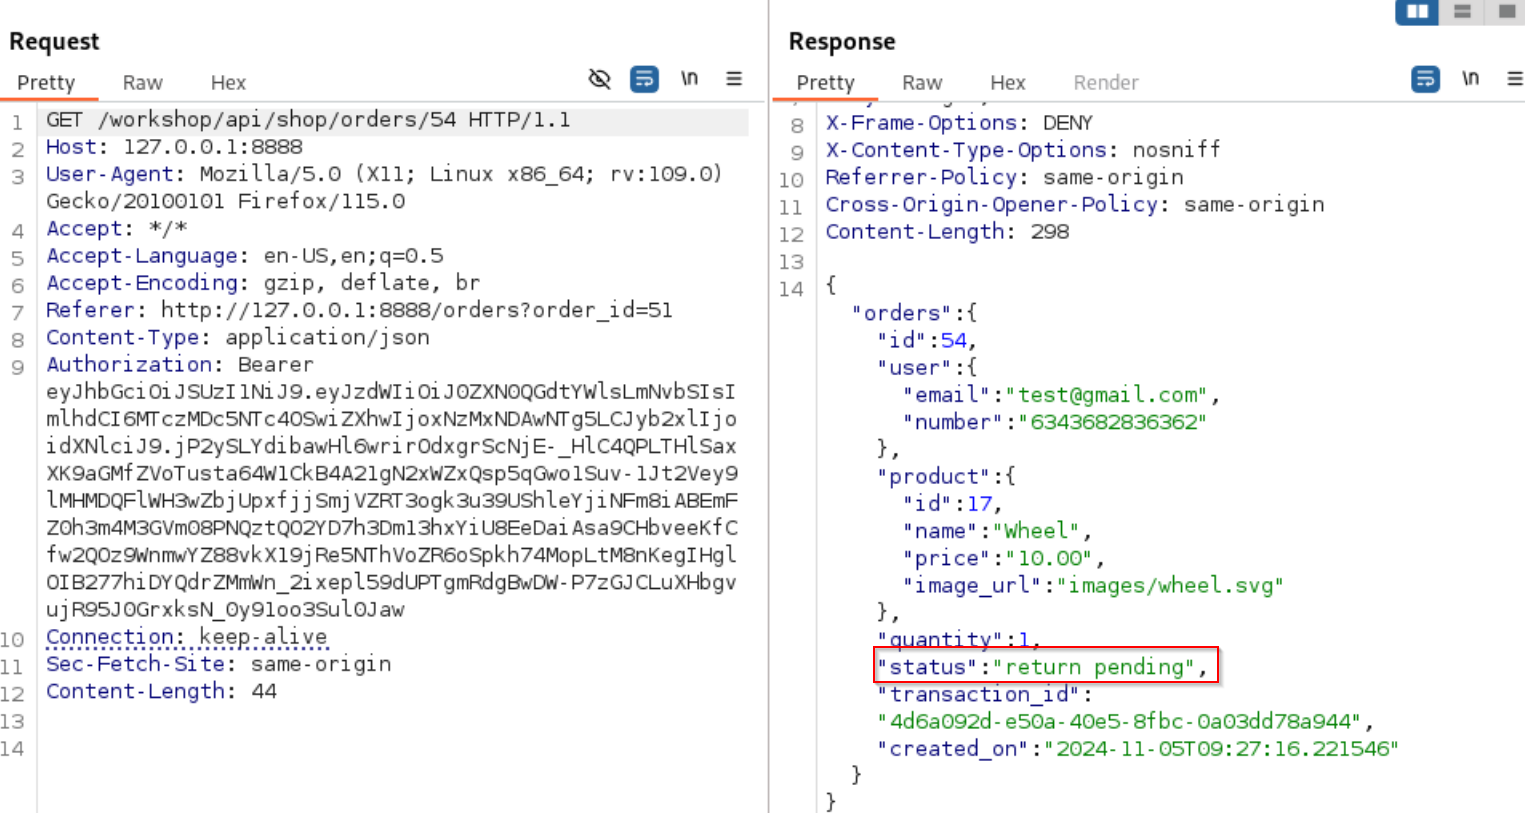 Request
Pretty Raw Hex
\n
1 GET /workshop/api/shop/orders/54 HTTP/1.1
2 Host: 127.0.0.1:8888
3 User-Agent: Mozilla/5.0 (X11; Linux x86_64; rv:109.0)
Gecko/20100101 Firefox/115.0
4 Accept: */*
5 Accept-Language: en-US,en;q=0.5
6 Accept-Encoding: gzip, deflate, br
7 Referer: http://127.0.0.1:8888/orders?order_id=51
8 Content-Type: application/json
9 Authorization: Bearer
eyJhbGciOiJSUzI1NiJ9.eyJzdWIiOiJ0ZXN0QGdtYWlsLmNvbSIsI
mlhdCI6MTczMDc5NTc4OSwiZXhwIjoxNzMxNDAwNTg5LCJyb2xlIjo
idXNlciJ9.jP2ySLYdibawHl6wrirOdxgrScNjE-_HlC4QPLTHlSax
XK9aGMfZVoTusta64W1CkB4A21gN2xWZxQsp5qGwo1Suv-1Jt2Vey9
lMHMDQFlWH3wZbjUpxfjjSmjVZRT3ogk3u39UShleYjiNFm8iABEmF
Z0h3m4M3GVm08PNQztQO2YD7h3Dm13hxYiU8EeDaiAsa9CHbveeKfC
fw2QOz9WnmwYZ88vkX19jRe5NThVoZR6oSpkh74MopLtM8nKegIHgl
OIB277hiDYQdrZMmWn_2ixepl59dUPTgmRdgBwDW-P7zGJCLuXHbgv
ujR95J0GrxksN_0y91oo3Sul0Jaw
10 Connection: keep-alive
11 Sec-Fetch-Site: same-origin
12 Content-Length: 44
13
14
Response
Pretty Raw Hex Render
\n
8 X-Frame-Options: DENY
9 X-Content-Type-Options: nosniff
10 Referrer-Policy: same-origin
11 Cross-Origin-Opener-Policy: same-origin
12 Content-Length: 298
13
14 {
"orders":{
"id":54,
"user":{
"email":"test@gmail.com",
"number":"6343682836362"
},
"product":{
"id":17,
"name":"Wheel",
"price":"10.00",
"image_url":"images/wheel.svg"
},
"quantity":1,
"status":"return pending",
"transaction_id":
"4d6a092d-e50a-40e5-8fbc-0a03dd78a944",
"created_on":"2024-11-05T09:27:16.221546"
}
}